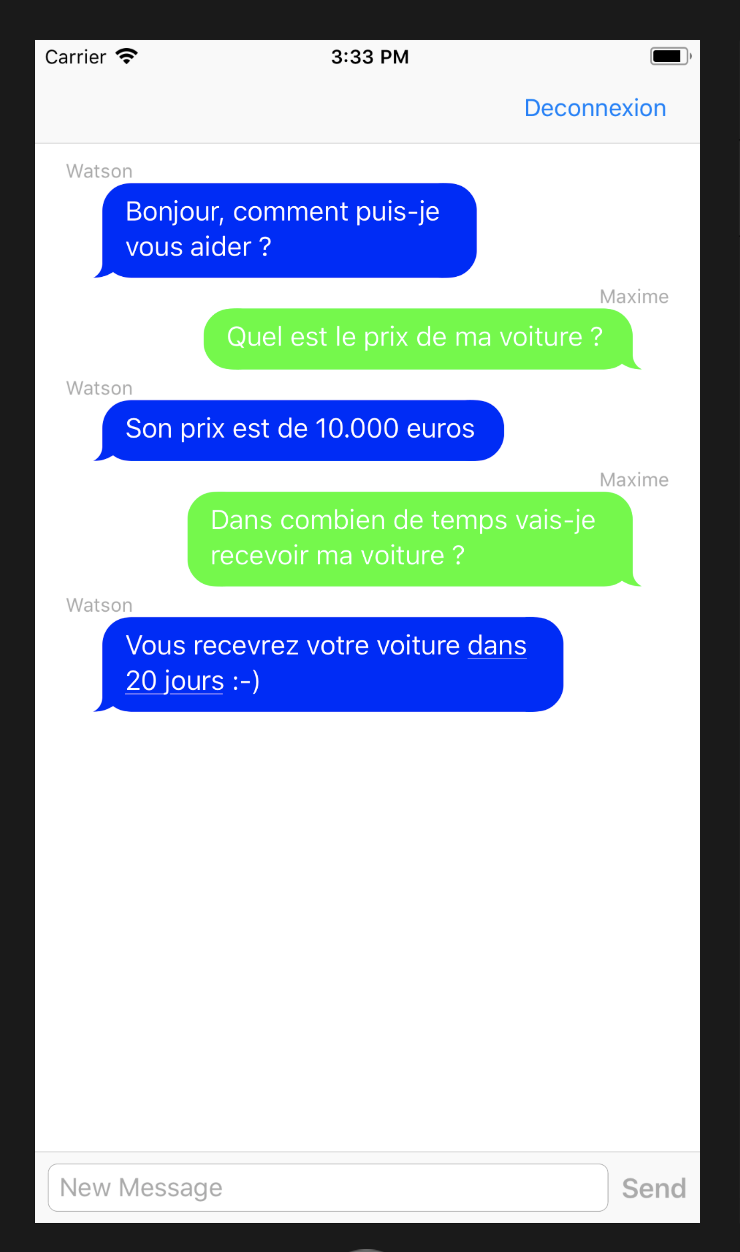 Carrier 3:33 PM
Deconnexion
Watson
Bonjour, comment puis-je
vous aider ?
Maxime
Quel est le prix de ma voiture ?
Watson
Son prix est de 10.000 euros
Maxime
Dans combien de temps vais-je
recevoir ma voiture ?
Watson
Vous recevrez votre voiture dans
20 jours :-)
New Message Send